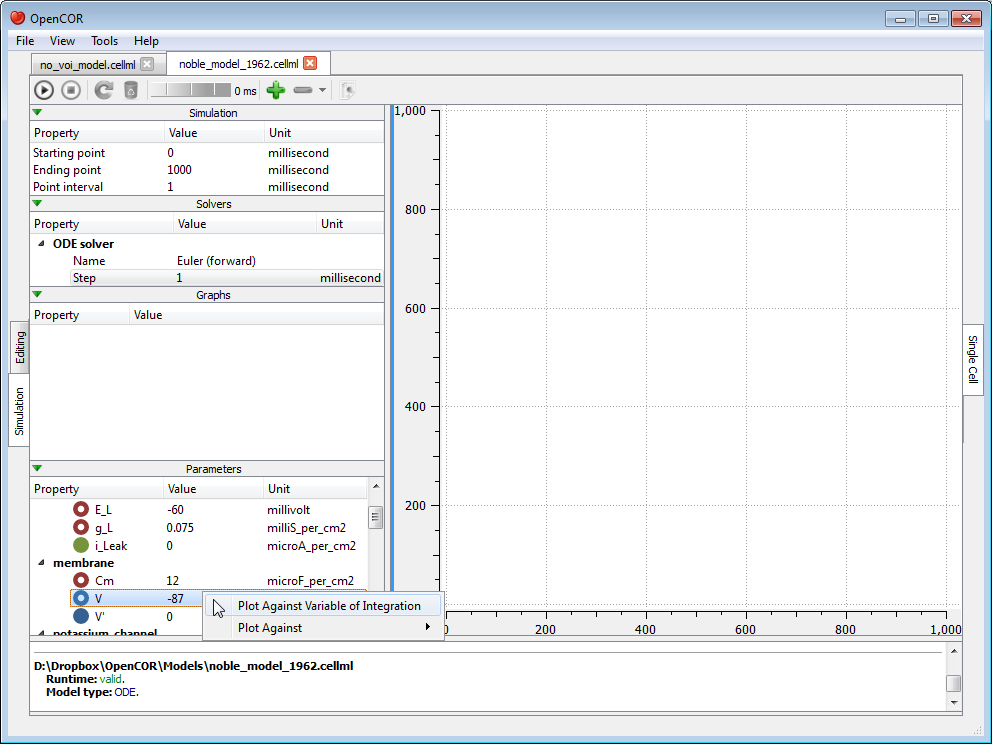 OpenCOR
File View Tools Help
no_voi_model.cellml noble_model_1962.cellml
0 ms
Simulation
Property Value Unit
Starting point 0 millisecond
Ending point 1000 millisecond
Point interval 1 millisecond
Solvers
Property Value Unit
ODE solver
Name Euler (forward)
Step 1 millisecond
Graphs
Property Value
Editing
Simulation
Parameters
Property Value Unit
E_L -60 millivolt
g_L 0.075 milliS_per_cm2
i_Leak 0 microA_per_cm2
membrane
Cm 12 microF_per_cm2
V -87
V' 0
potassium_channel
Plot Against Variable of Integration
Plot Against
1,000
800
600
400
200
0 200 400 600 800 1,000
Single Cell
D:\Dropbox\OpenCOR\Models\noble_model_1962.cellml
Runtime: valid.
Model type: ODE.